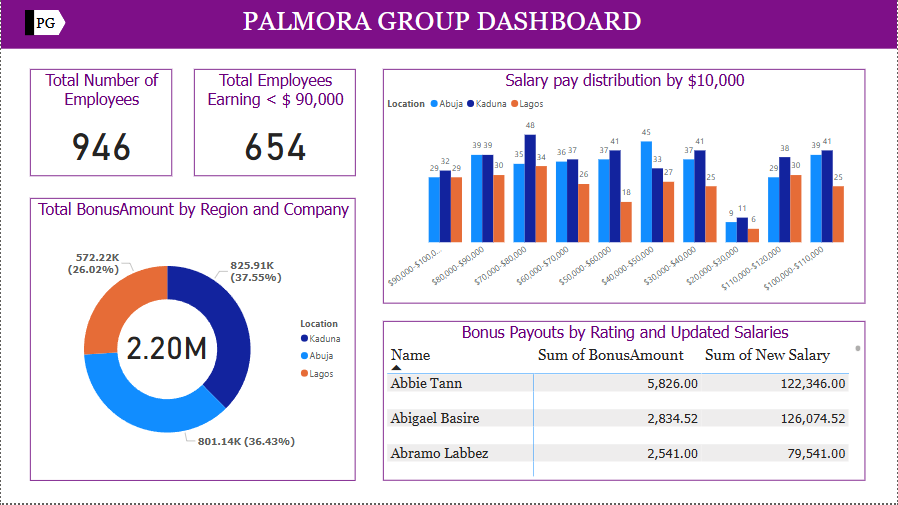 PG
PALMORA GROUP DASHBOARD
Total Number of
Employees
946
Total Employees
Earning < $ 90,000
654
Salary pay distribution by $10,000
Location Abuja Kaduna Lagos
29 32 29
39 39 30
35 48 34
36 37 26
37 41 18
45 33 27
37 41 25
9 11 6
29 38 30
39 41 25
$90,000-$100,0...
$80,000-$90,000
$70,000-$80,000
$60,000-$70,000
$50,000-$60,000
$40,000-$50,000
$30,000-$40,000
$20,000-$30,000
$110,000-$120,000
$100,000-$110,000
Total BonusAmount by Region and Company
572.22K
(26.02%)
825.91K
(37.55%)
2.20M
801.14K (36.43%)
Location
Kaduna
Abuja
Lagos
Bonus Payouts by Rating and Updated Salaries
Name Sum of BonusAmount Sum of New Salary
Abbie Tann 5,826.00 122,346.00
Abigael Basire 2,834.52 126,074.52
Abramo Labbez 2,541.00 79,541.00